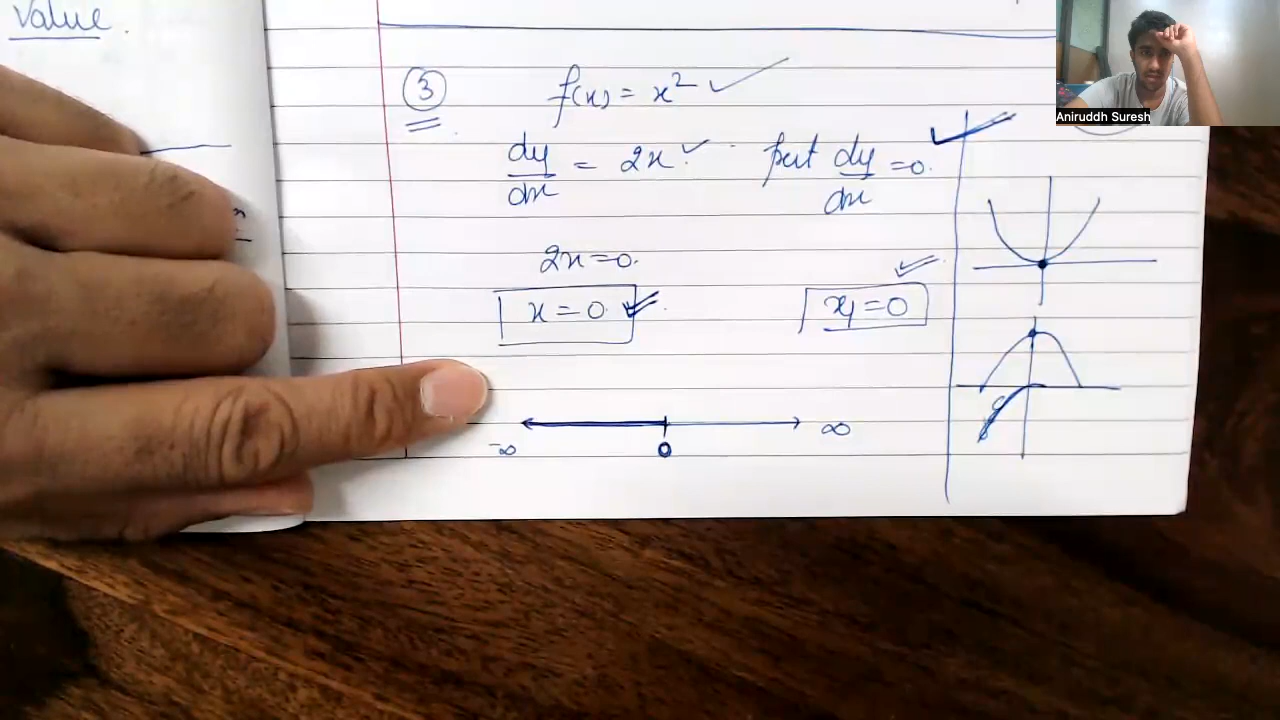 Value.
3 f(x) = x²
dy/dx = 2x put dy/dx = 0.
2x = 0.
x = 0 x = 0
-∞ 0 ∞
Aniruddh Suresh